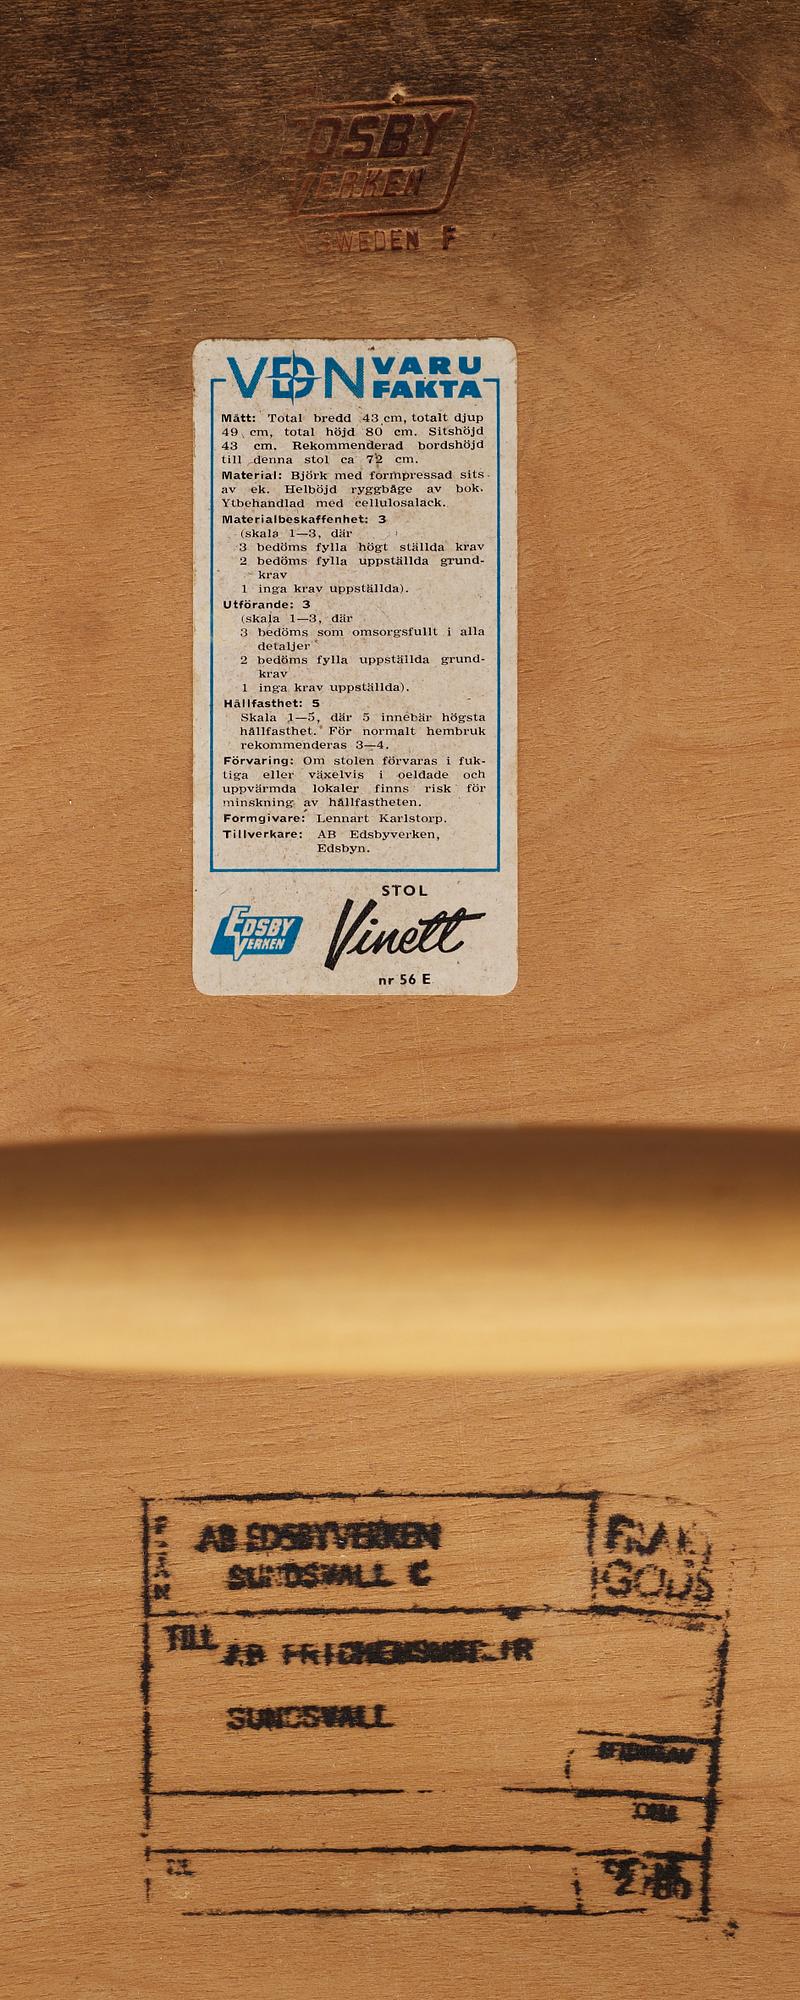 DSBY
VERKEN
SWEDEN F
VDN VARU
FAKTA
Mått: Total bredd 43 cm, totalt djup
49 cm, total höjd 80 cm. Sitshöjd
43 cm. Rekommenderad bordshöjd
till denna stol ca 72 cm.
Material: Björk med formpressad sits
av ek. Helböjd ryggbåge av bok.
Ytbehandlad med cellulosalack.
Materialbeskaffenhet: 3
(skala 1—3, där
3 bedöms fylla högt ställda krav
2 bedöms fylla uppställda grund-
krav
1 inga krav uppställda).
Utförande: 3
(skala 1—3, där
3 bedöms som omsorgsfullt i alla
detaljer
2 bedöms fylla uppställda grund-
krav
1 inga krav uppställda).
Hållfasthet: 5
Skala 1—5, där 5 innebär högsta
hållfasthet. För normalt hembruk
rekommenderas 3—4.
Förvaring: Om stolen förvaras i fuk-
tiga eller växelvis i oeldade och
uppvärmda lokaler finns risk för
minskning av hållfastheten.
Formgivare: Lennart Karlstorp.
Tillverkare: AB Edsbyverken,
Edsbyn.
STOL
EDSBY
VERKEN
Vinett
nr 56 E
AB EDSBYVERKEN
SUNDSVALL C
GODS
TILL
AB
SUNDSVALL